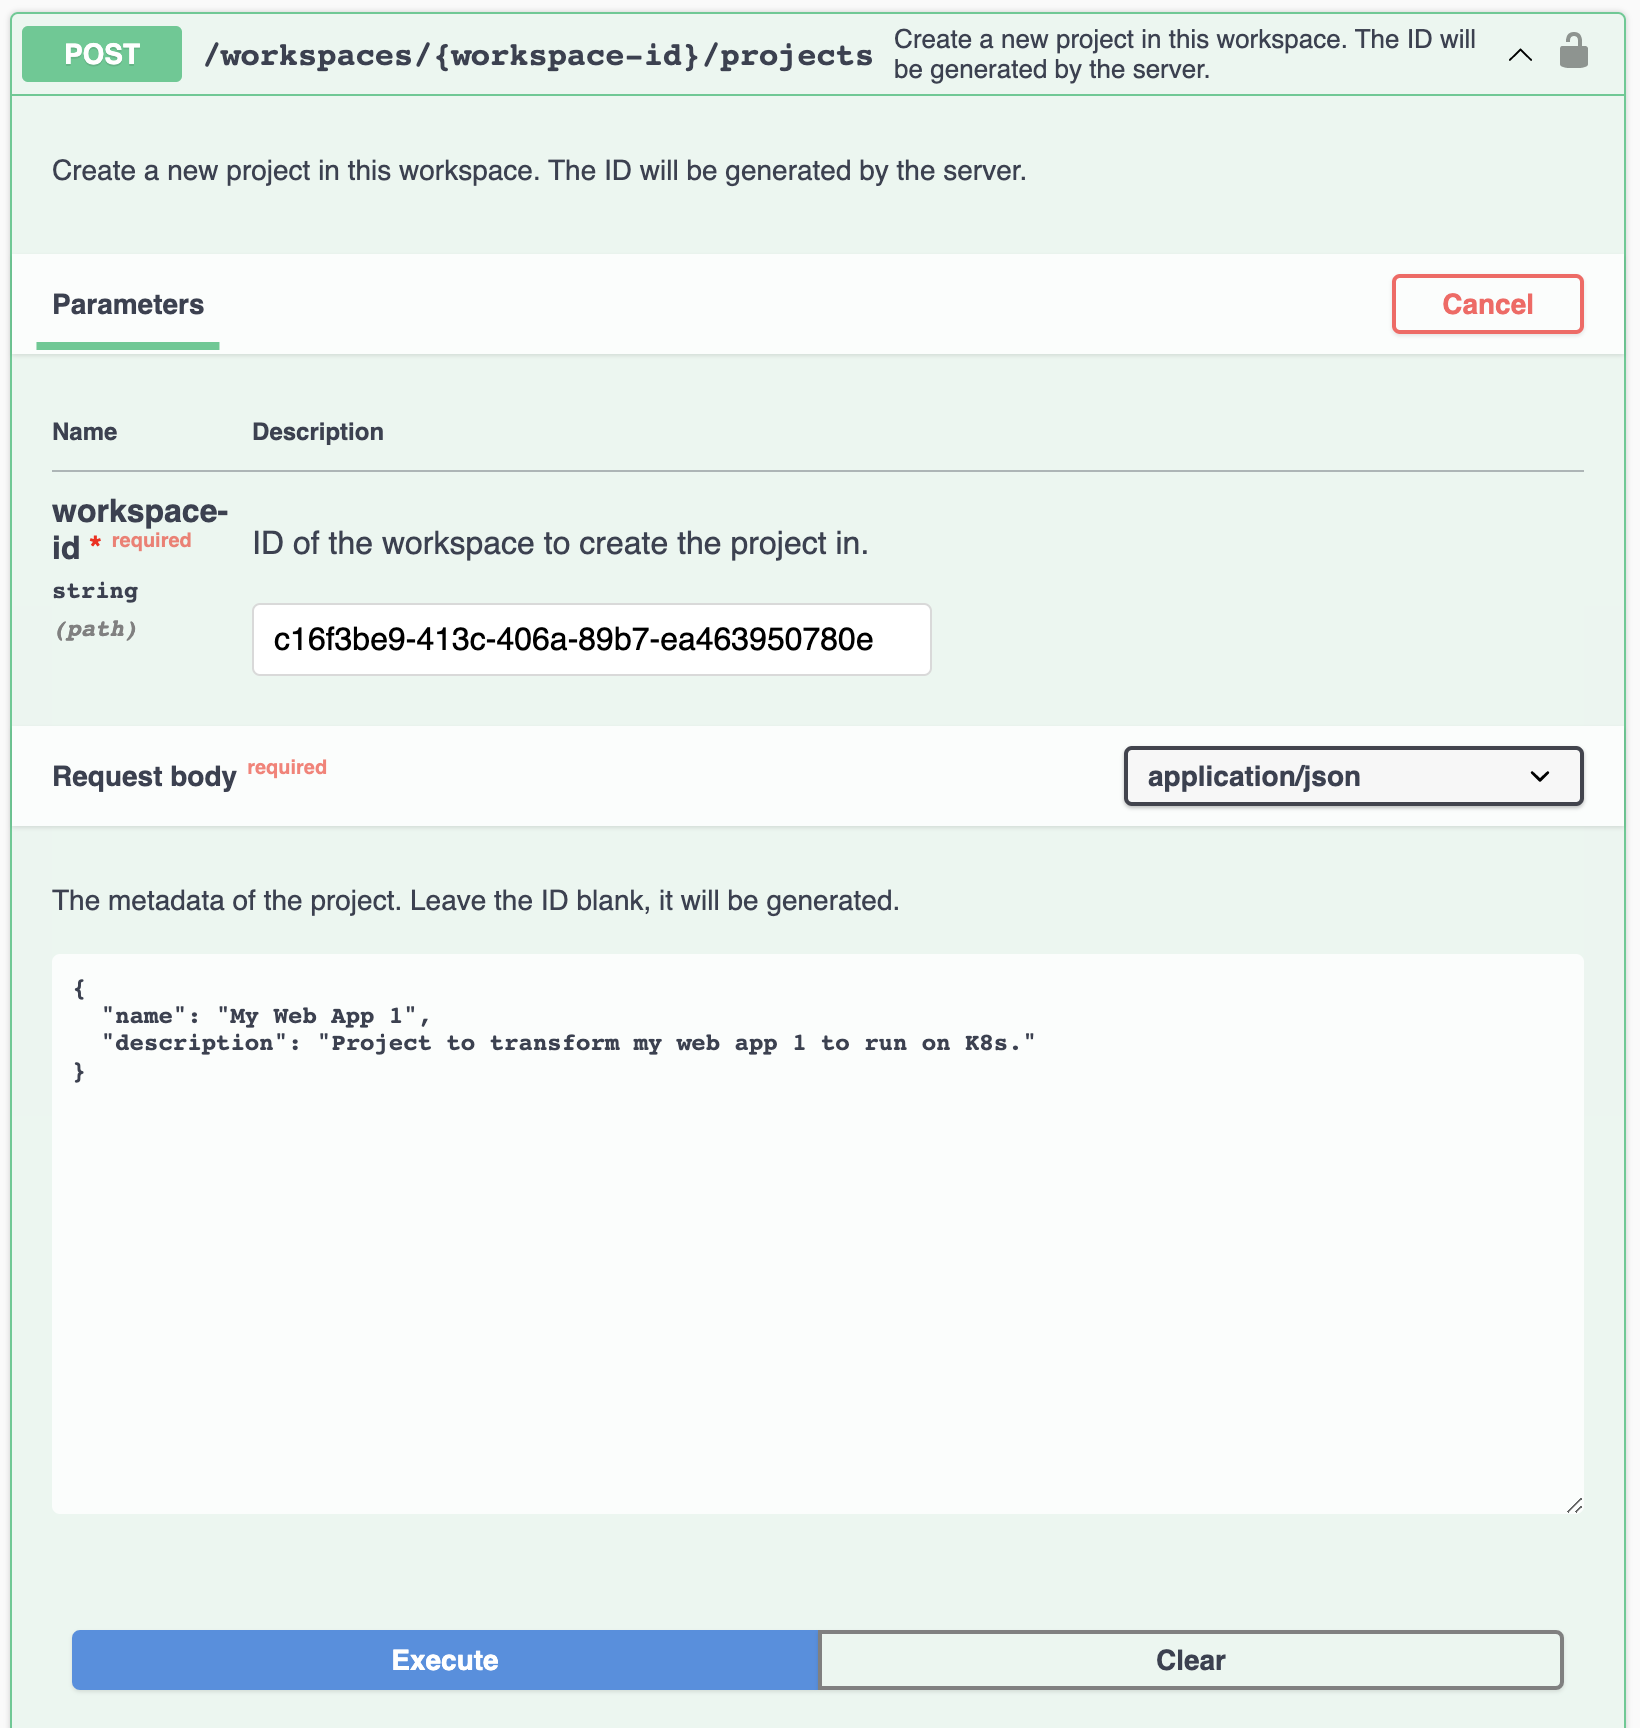 POST /workspaces/{workspace-id}/projects Create a new project in this workspace. The ID will
be generated by the server.
Create a new project in this workspace. The ID will be generated by the server.
Parameters
Cancel
Name Description
workspace-
id * required
string
(path)
ID of the workspace to create the project in.
c16f3be9-413c-406a-89b7-ea463950780e
Request body required
application/json
The metadata of the project. Leave the ID blank, it will be generated.
{
  "name": "My Web App 1",
  "description": "Project to transform my web app 1 to run on K8s."
}
Execute
Clear